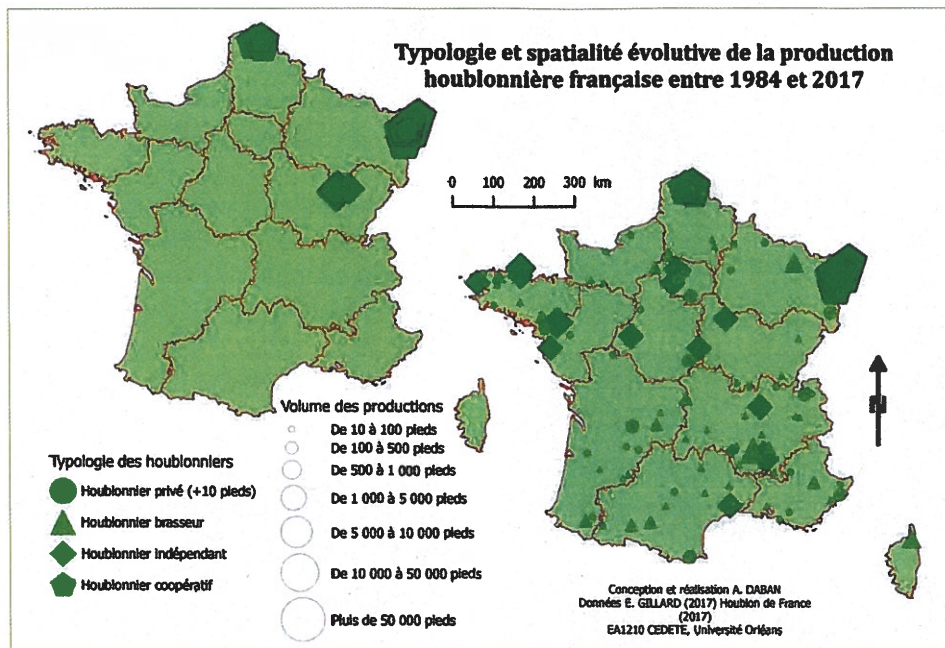 Typologie et spatialité évolutive de la production
houblonnière française entre 1984 et 2017
0 100 200 300 km
Volume des productions
De 10 à 100 pieds
De 100 à 500 pieds
De 500 à 1 000 pieds
De 1 000 à 5 000 pieds
De 5 000 à 10 000 pieds
De 10 000 à 50 000 pieds
Pluis de 50 000 pieds
Typologie des houblonniers
Houblonnier privé (+10 pieds)
Houblonnier brasseur
Houblonnier indépendant
Houblonnier coopératif
Conception et réalisation A. DABAN
Données E. GILLARD (2017) Houblon de France
(2017)
EA1210 CEDETE, Université Orléans